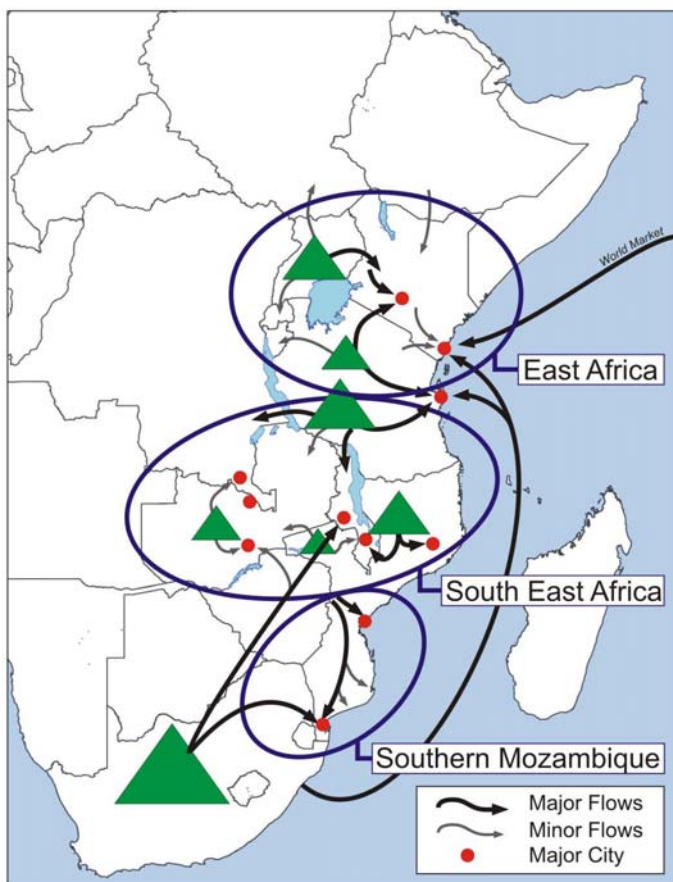 World Market
East Africa
South East Africa
Southern Mozambique
Major Flows
Minor Flows
Major City